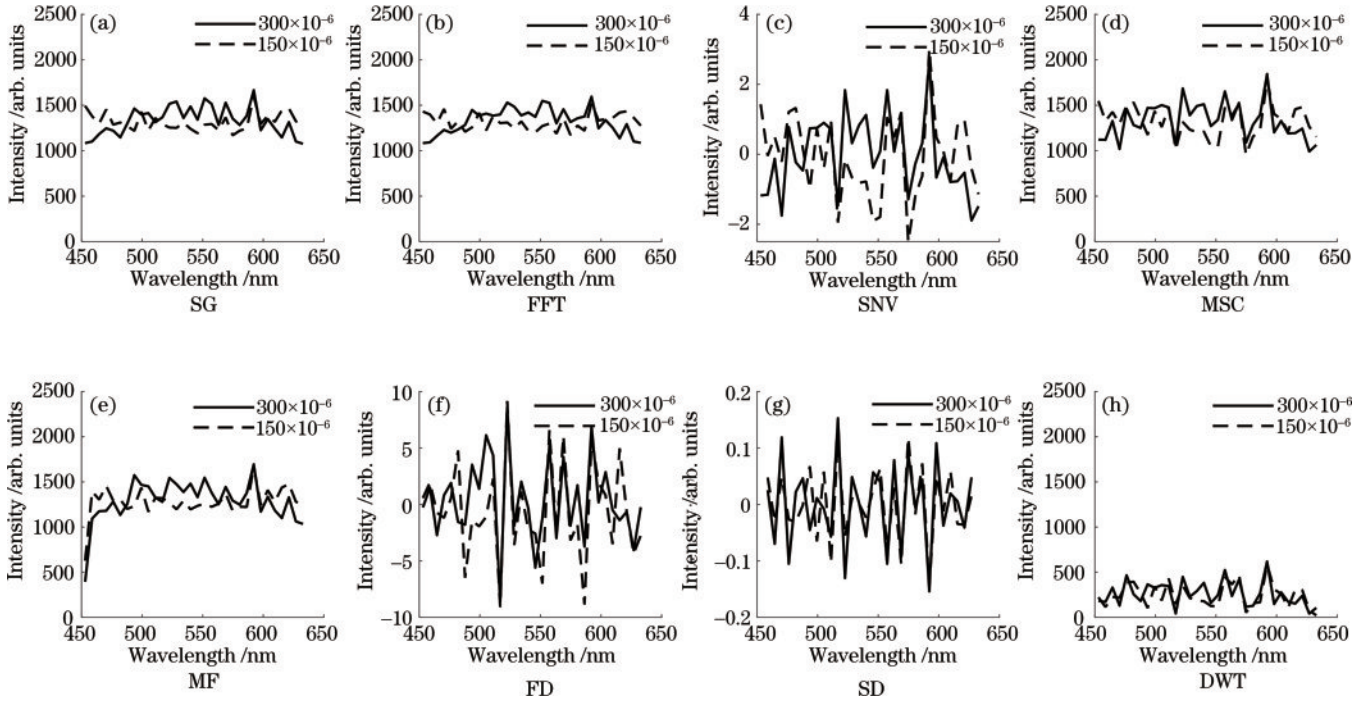 (a)
300×10⁻⁶
150×10⁻⁶
2500
2000
1500
1000
500
0
Intensity /arb. units
450 500 550 600 650
Wavelength /nm
SG
(b)
300×10⁻⁶
150×10⁻⁶
2500
2000
1500
1000
500
0
Intensity /arb. units
450 500 550 600 650
Wavelength /nm
FFT
(c)
300×10⁻⁶
150×10⁻⁶
4
2
0
−2
Intensity /arb. units
450 500 550 600 650
Wavelength /nm
SNV
(d)
300×10⁻⁶
150×10⁻⁶
2500
2000
1500
1000
500
0
Intensity /arb. units
450 500 550 600 650
Wavelength /nm
MSC
(e)
300×10⁻⁶
150×10⁻⁶
2500
2000
1500
1000
500
0
Intensity /arb. units
450 500 550 600 650
Wavelength /nm
MF
(f)
300×10⁻⁶
150×10⁻⁶
10
5
0
−5
−10
Intensity /arb. units
450 500 550 600 650
Wavelength /nm
FD
(g)
300×10⁻⁶
150×10⁻⁶
0.2
0.1
0
−0.1
−0.2
Intensity /arb. units
450 500 550 600 650
Wavelength /nm
SD
(h)
300×10⁻⁶
150×10⁻⁶
2500
2000
1500
1000
500
0
Intensity /arb. units
450 500 550 600 650
Wavelength /nm
DWT